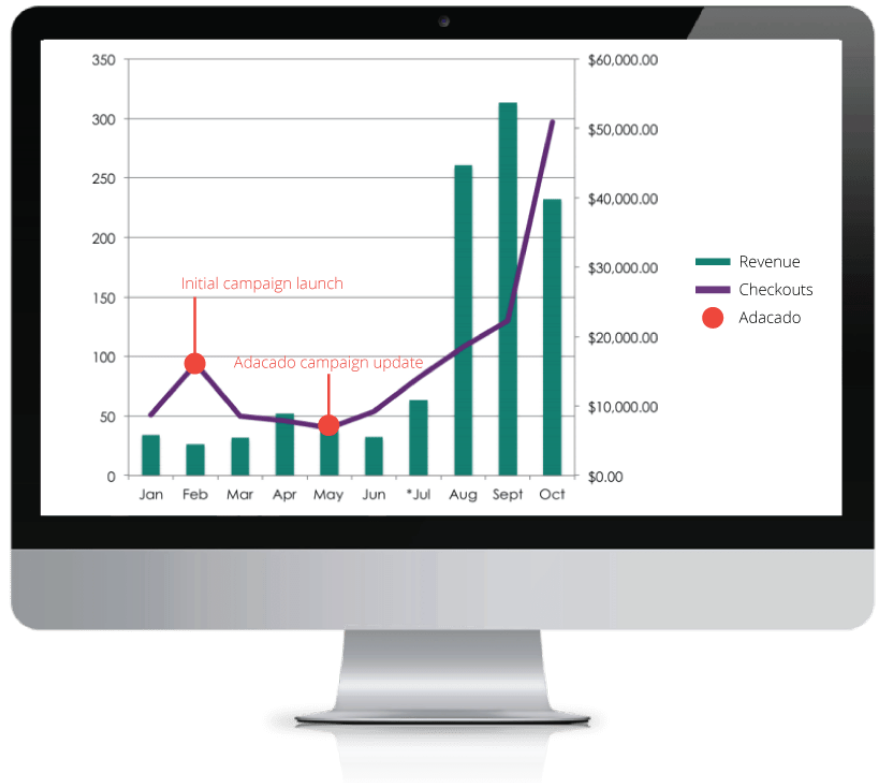 350
300
250
200
150
100
50
0
$60,000.00
$50,000.00
$40,000.00
$30,000.00
$20,000.00
$10,000.00
$0.00
Initial campaign launch
Adacado campaign update
Jan Feb Mar Apr May Jun *Jul Aug Sept Oct
Revenue
Checkouts
Adacado